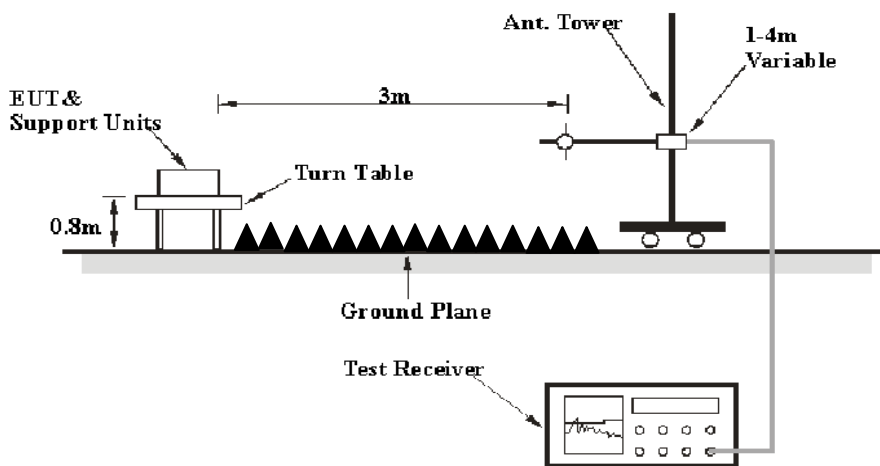 Ant. Tower
1-4m
Variable
3m
EUT&
Support Units
Turn Table
0.8m
Ground Plane
Test Receiver